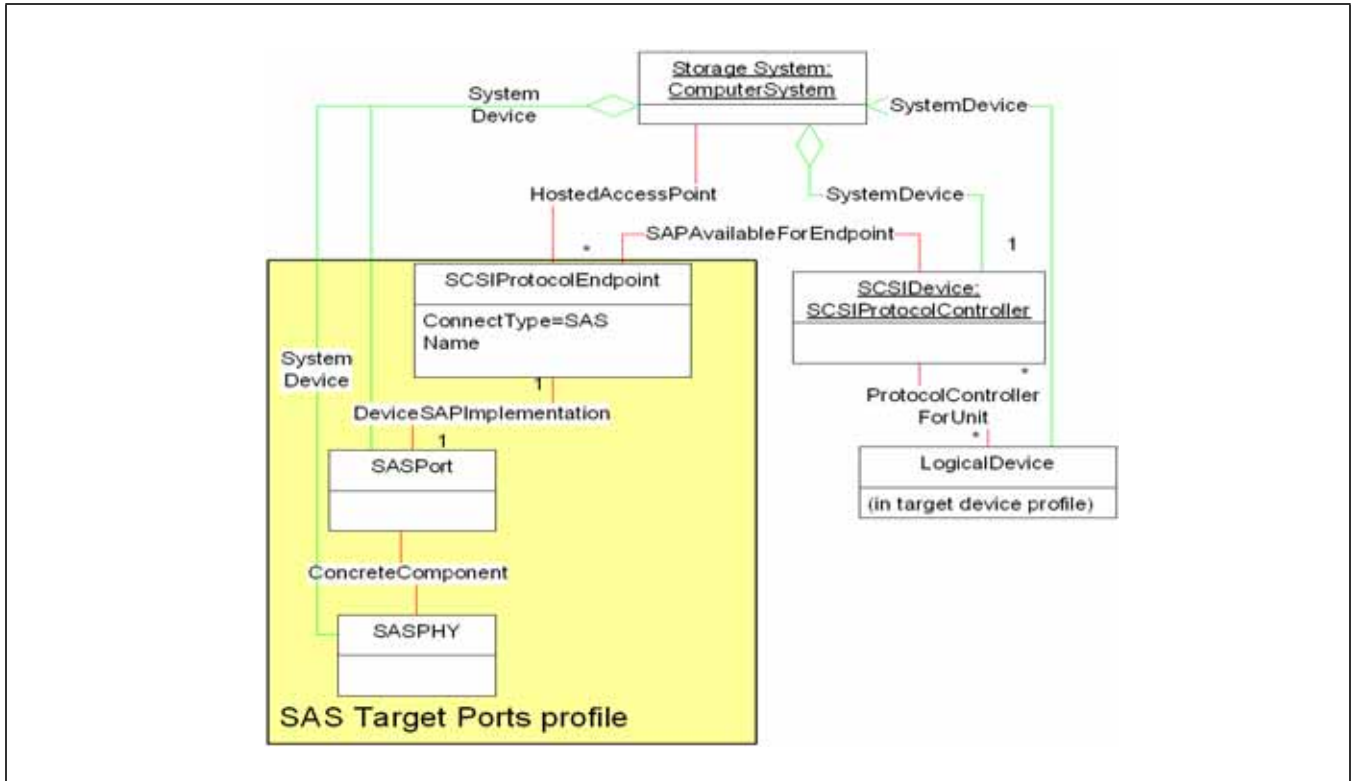 Storage System:
ComputerSystem
System
Device
SystemDevice
HostedAccessPoint
SystemDevice
*
SAPAvailableForEndpoint
1
SCSIProtocolEndpoint
ConnectType=SAS
Name
SCSIDevice:
SCSIProtocolController
System
Device
1
*
ProtocolController
ForUnit
*
DeviceSAPImplementation
1
SASPort
LogicalDevice
(in target device profile)
ConcreteComponent
SASPHY
SAS Target Ports profile